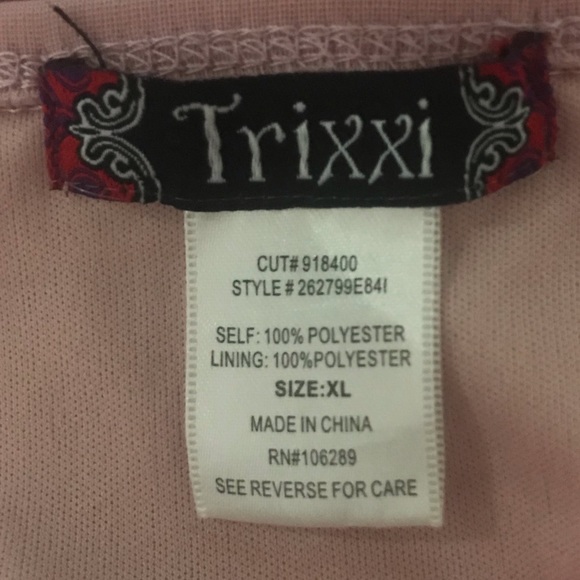 Trixxi
CUT# 918400
STYLE # 262799E84I
SELF: 100% POLYESTER
LINING: 100%POLYESTER
SIZE:XL
MADE IN CHINA
RN#106289
SEE REVERSE FOR CARE